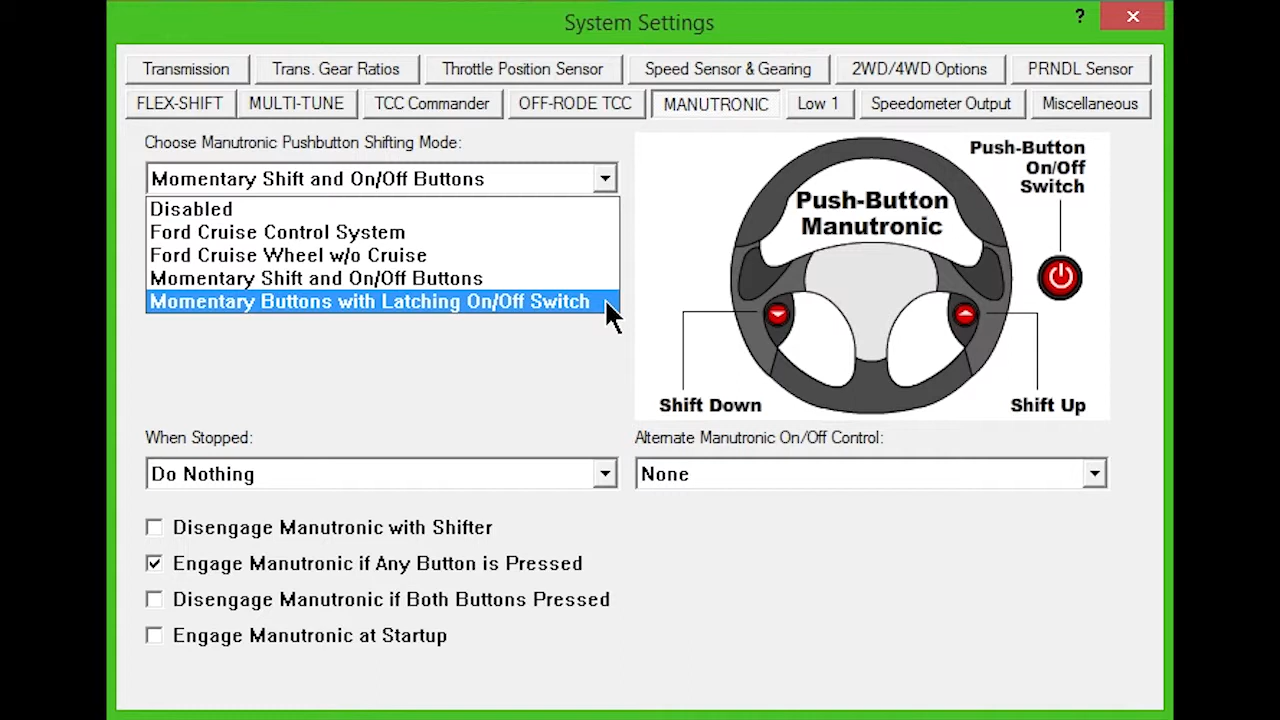 System Settings
?
Transmission
Trans. Gear Ratios
Throttle Position Sensor
Speed Sensor & Gearing
2WD/4WD Options
PRNDL Sensor
FLEX-SHIFT
MULTI-TUNE
TCC Commander
OFF-RODE TCC
MANUTRONIC
Low 1
Speedometer Output
Miscellaneous
Choose Manutronic Pushbutton Shifting Mode:
Momentary Shift and On/Off Buttons
Disabled
Ford Cruise Control System
Ford Cruise Wheel w/o Cruise
Momentary Shift and On/Off Buttons
Momentary Buttons with Latching On/Off Switch
Push-Button
On/Off
Switch
Push-Button
Manutronic
Shift Down
Shift Up
When Stopped:
Do Nothing
Alternate Manutronic On/Off Control:
None
Disengage Manutronic with Shifter
Engage Manutronic if Any Button is Pressed
Disengage Manutronic if Both Buttons Pressed
Engage Manutronic at Startup